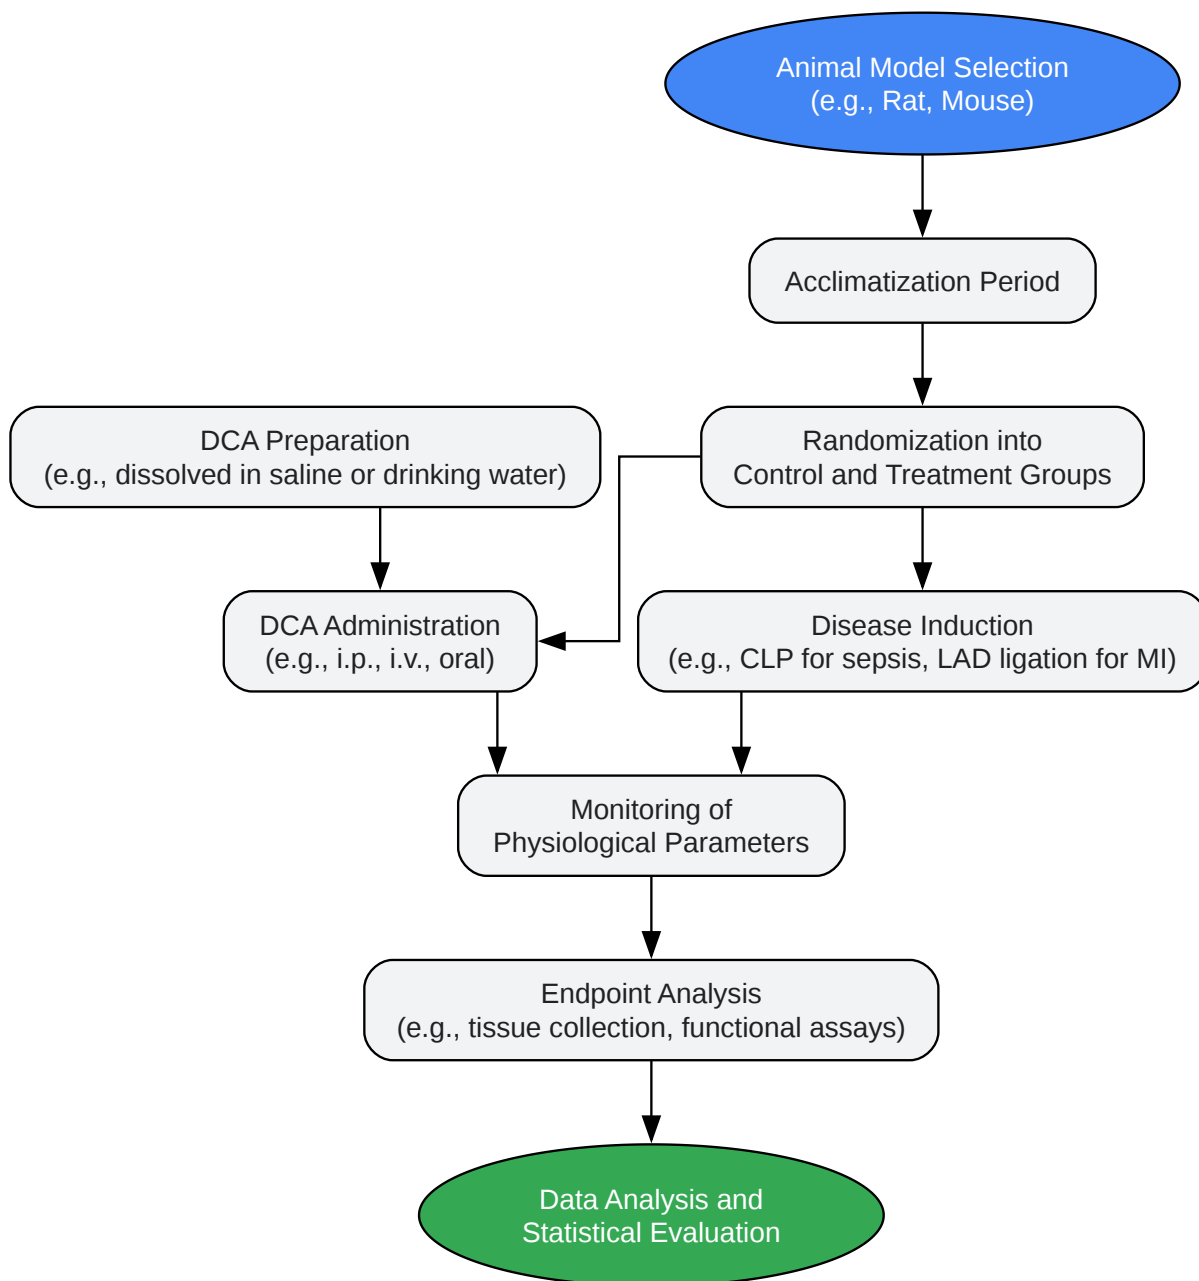 Animal Model Selection
(e.g., Rat, Mouse)
Acclimatization Period
DCA Preparation
(e.g., dissolved in saline or drinking water)
Randomization into
Control and Treatment Groups
DCA Administration
(e.g., i.p., i.v., oral)
Disease Induction
(e.g., CLP for sepsis, LAD ligation for MI)
Monitoring of
Physiological Parameters
Endpoint Analysis
(e.g., tissue collection, functional assays)
Data Analysis and
Statistical Evaluation